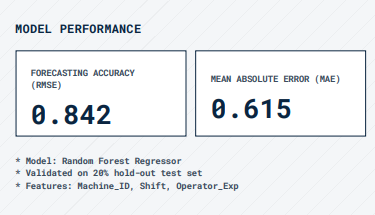 MODEL PERFORMANCE
FORECASTING ACCURACY
(RMSE)
0.842
MEAN ABSOLUTE ERROR (MAE)
0.615
* Model: Random Forest Regressor
* Validated on 20% hold-out test set
* Features: Machine_ID, Shift, Operator_Exp